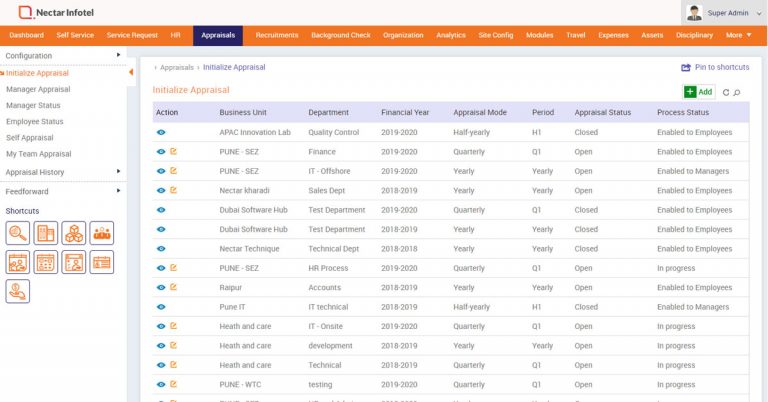 Nectar Infotel
Super Admin
Dashboard Self Service Service Request HR Appraisals Recruitments Background Check Organization Analytics Site Config Modules Travel Expenses Assets Disciplinary More
Configuration
Initialize Appraisal
Manager Appraisal
Manager Status
Employee Status
Self Appraisal
My Team Appraisal
Appraisal History
Feedforward
Shortcuts
› Appraisals › Initialize Appraisal
Pin to shortcuts
Initialize Appraisal
+ Add
Action Business Unit Department Financial Year Appraisal Mode Period Appraisal Status Process Status
APAC Innovation Lab Quality Control 2019-2020 Half-yearly H1 Closed Enabled to Employees
PUNE - SEZ Finance 2019-2020 Quarterly Q1 Open Enabled to Employees
PUNE - SEZ IT - Offshore 2019-2020 Yearly Yearly Open Enabled to Managers
Nectar kharadi Sales Dept 2018-2019 Yearly Yearly Open Enabled to Employees
Dubai Software Hub Test Department 2019-2020 Quarterly Q1 Closed Enabled to Employees
Dubai Software Hub Test Department 2018-2019 Yearly Yearly Closed Enabled to Employees
Nectar Technique Technical Dept 2018-2018 Yearly Yearly Closed Enabled to Employees
PUNE - SEZ HR Process 2019-2020 Quarterly Q1 Open In progress
Raipur Accounts 2018-2019 Yearly Yearly Open Enabled to Employees
Pune IT IT technical 2018-2019 Half-yearly H1 Closed Enabled to Managers
Heath and care IT - Onsite 2019-2020 Quarterly Q1 Open In progress
Heath and care development 2018-2019 Yearly Yearly Open In progress
Heath and care Technical 2018-2019 Quarterly Q1 Open In progress
PUNE - WTC testing 2019-2020 Quarterly Q1 Open In progress